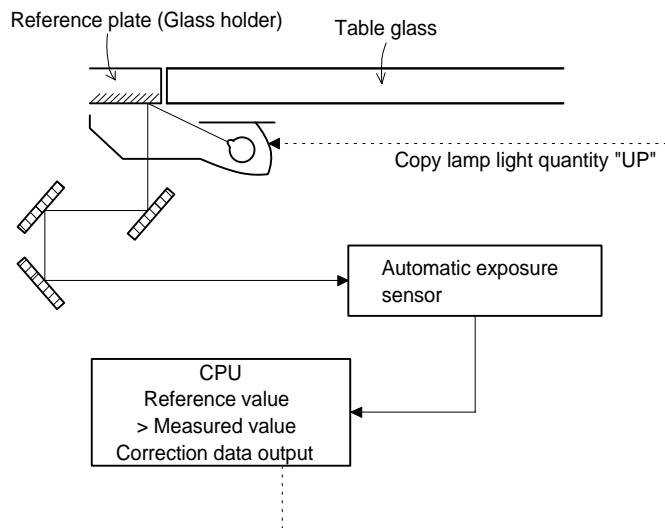 Reference plate (Glass holder)
Table glass
Copy lamp light quantity "UP"
Automatic exposure
sensor
CPU
Reference value
> Measured value
Correction data output